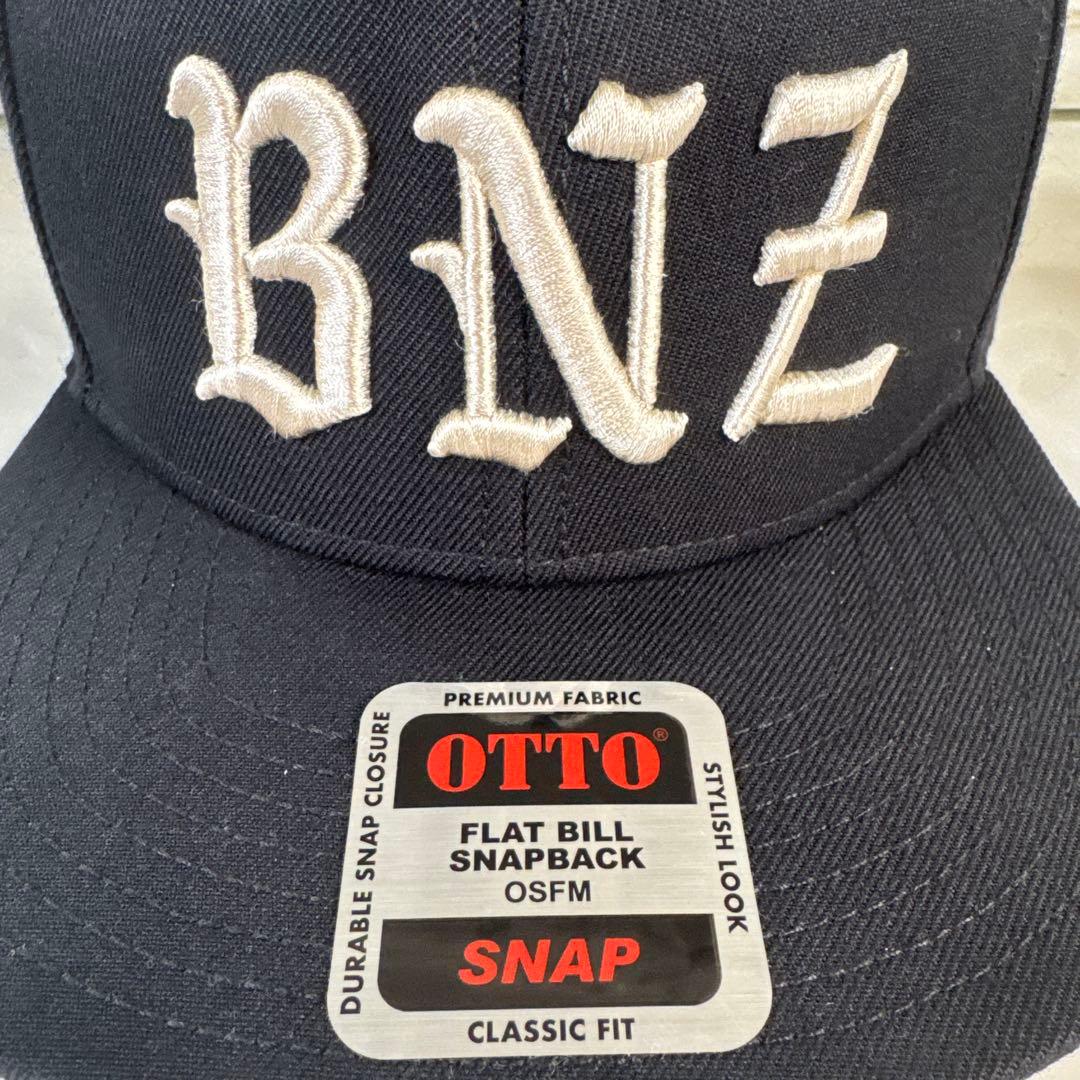 BNZ
PREMIUM FABRIC
DURABLE SNAP CLOSURE
OTTO®
STYLISH LOOK
FLAT BILL
SNAPBACK
OSFM
SNAP
CLASSIC FIT